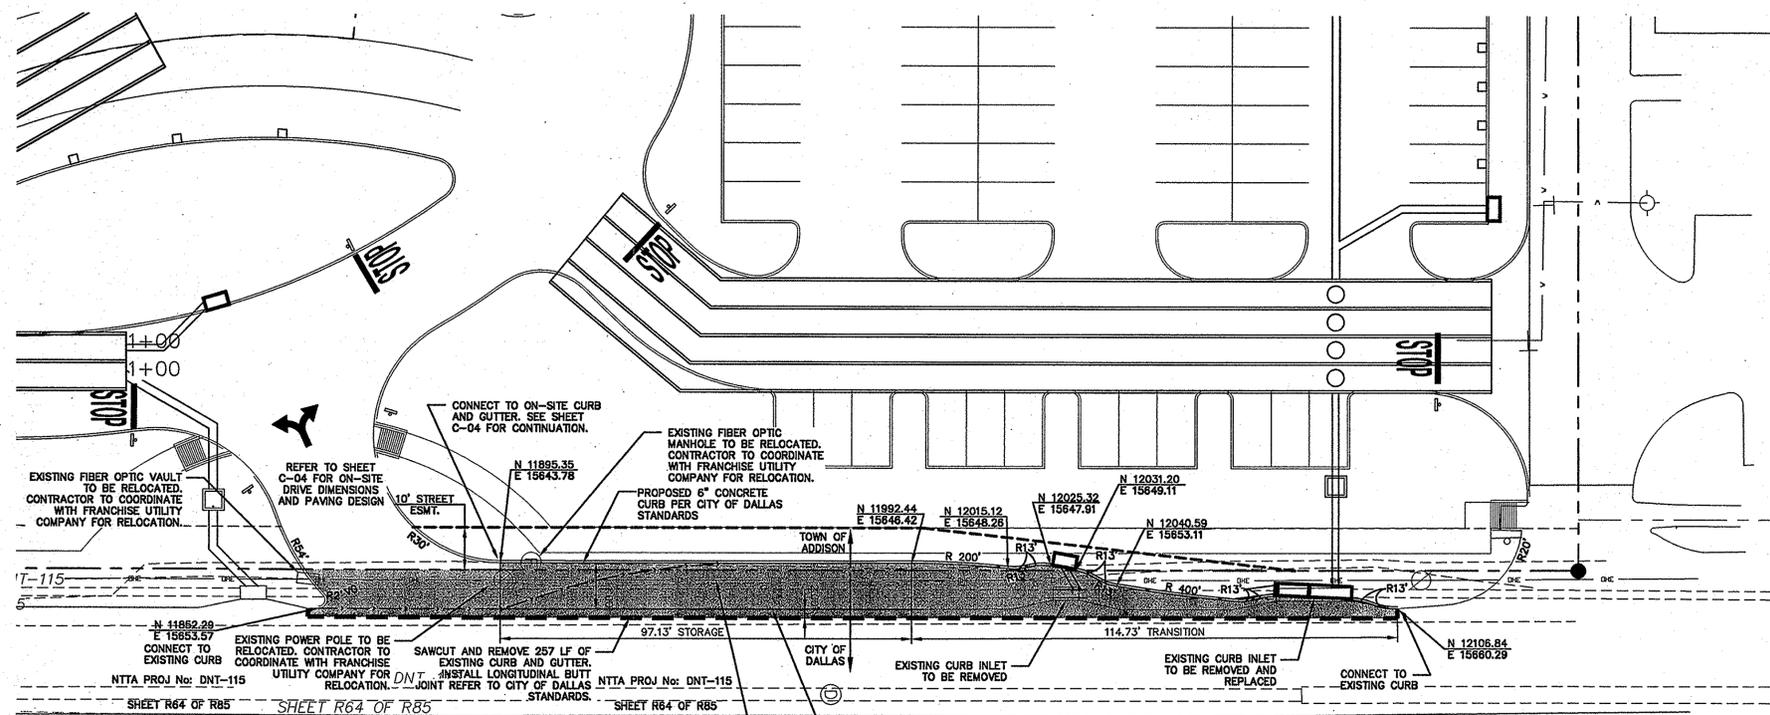 STOP
STOP
1+00
1+00
STOP
STOP
CONNECT TO ON-SITE CURB
AND GUTTER. SEE SHEET
C-04 FOR CONTINUATION.
EXISTING FIBER OPTIC
MANHOLE TO BE RELOCATED.
CONTRACTOR TO COORDINATE
WITH FRANCHISE UTILITY
COMPANY FOR RELOCATION.
N 11895.35
E 15643.78
REFER TO SHEET
C-04 FOR ON-SITE
DRIVE DIMENSIONS
AND PAVING DESIGN
EXISTING FIBER OPTIC VAULT
TO BE RELOCATED.
CONTRACTOR TO COORDINATE
WITH FRANCHISE UTILITY
COMPANY FOR RELOCATION.
10' STREET
ESMT.
PROPOSED 6" CONCRETE
CURB PER CITY OF DALLAS
STANDARDS
N 11992.44
E 15646.42
N 12015.12
E 15648.26
N 12025.32
E 15647.91
N 12031.20
E 15649.11
N 12040.59
E 15653.11
TOWN OF
ADDISON
R54'
R30'
R 200'
R13'
R13'
R13'
R20'
T-115
OHE
OHE
OHE
OHE
OHE
OHE
OHE
R 400'
R13'
R13'
97.13' STORAGE
114.73' TRANSITION
N 11852.29
E 15653.57
CONNECT TO
EXISTING CURB
EXISTING POWER POLE TO BE
RELOCATED. CONTRACTOR TO
COORDINATE WITH FRANCHISE
UTILITY COMPANY FOR
RELOCATION.
SAWCUT AND REMOVE 257 LF OF
EXISTING CURB AND GUTTER.
INSTALL LONGITUDINAL BUTT
JOINT REFER TO CITY OF DALLAS
STANDARDS.
CITY OF
DALLAS
EXISTING CURB INLET
TO BE REMOVED
EXISTING CURB INLET
TO BE REMOVED AND
REPLACED
N 12106.84
E 15660.29
CONNECT TO
EXISTING CURB
NTTA PROJ No: DNT-115
DNT
NTTA PROJ No: DNT-115
SHEET R64 OF R85
SHEET R64 OF R85
SHEET R64 OF R85
D